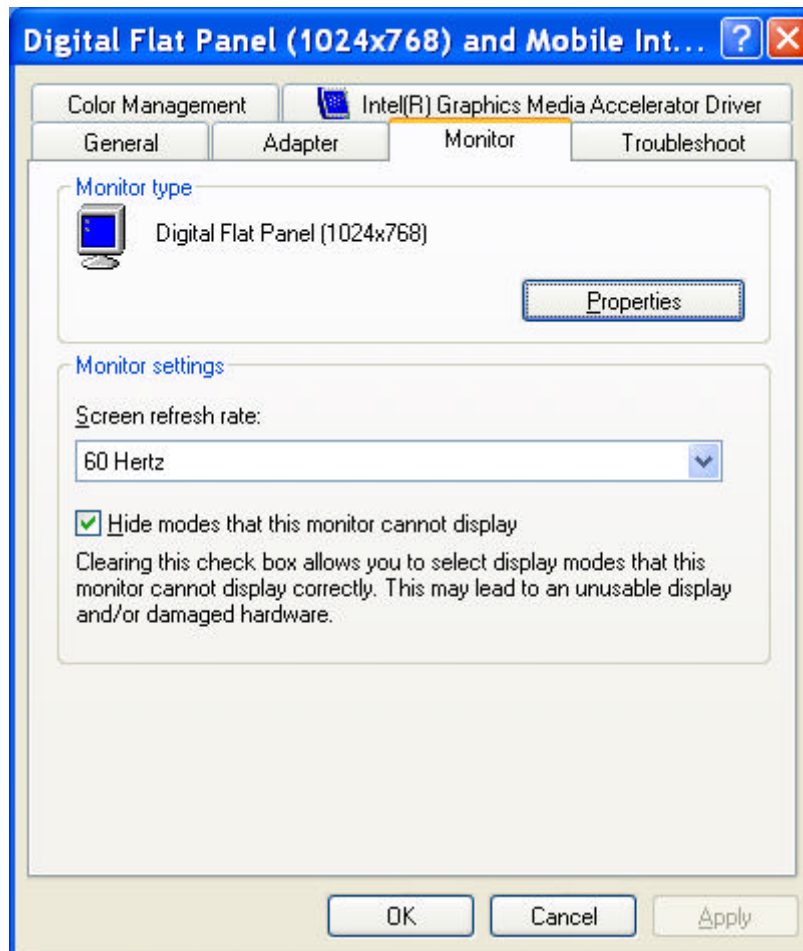 Digital Flat Panel (1024x768) and Mobile Int...
Color Management
Intel(R) Graphics Media Accelerator Driver
General
Adapter
Monitor
Troubleshoot
Monitor type
Digital Flat Panel (1024x768)
Properties
Monitor settings
Screen refresh rate:
60 Hertz
Hide modes that this monitor cannot display
Clearing this check box allows you to select display modes that this
monitor cannot display correctly. This may lead to an unusable display
and/or damaged hardware.
OK
Cancel
Apply